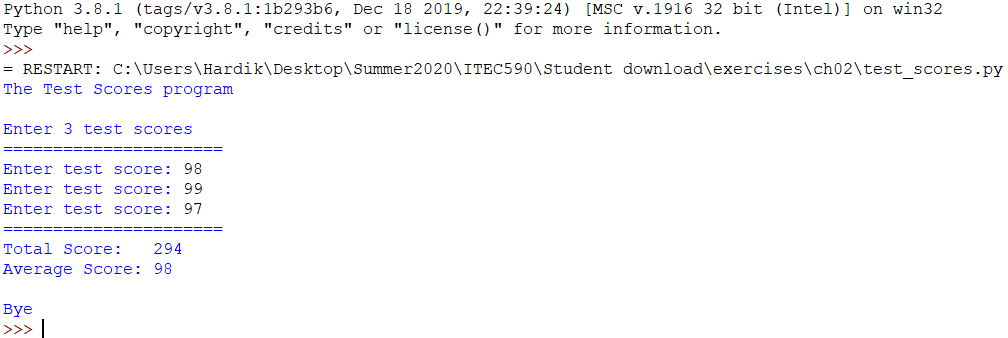 Python 3.8.1 (tags/v3.8.1:1b293b6, Dec 18 2019, 22:39:24) [MSC v.1916 32 bit (Intel)] on win32
Type "help", "copyright", "credits" or "license()" for more information.
>>>
= RESTART: C:\Users\Hardik\Desktop\Summer2020\ITEC590\Student download\exercises\ch02\test_scores.py
The Test Scores program
Enter 3 test scores
======================
Enter test score: 98
Enter test score: 99
Enter test score: 97
======================
Total Score:   294
Average Score: 98
Bye
>>>